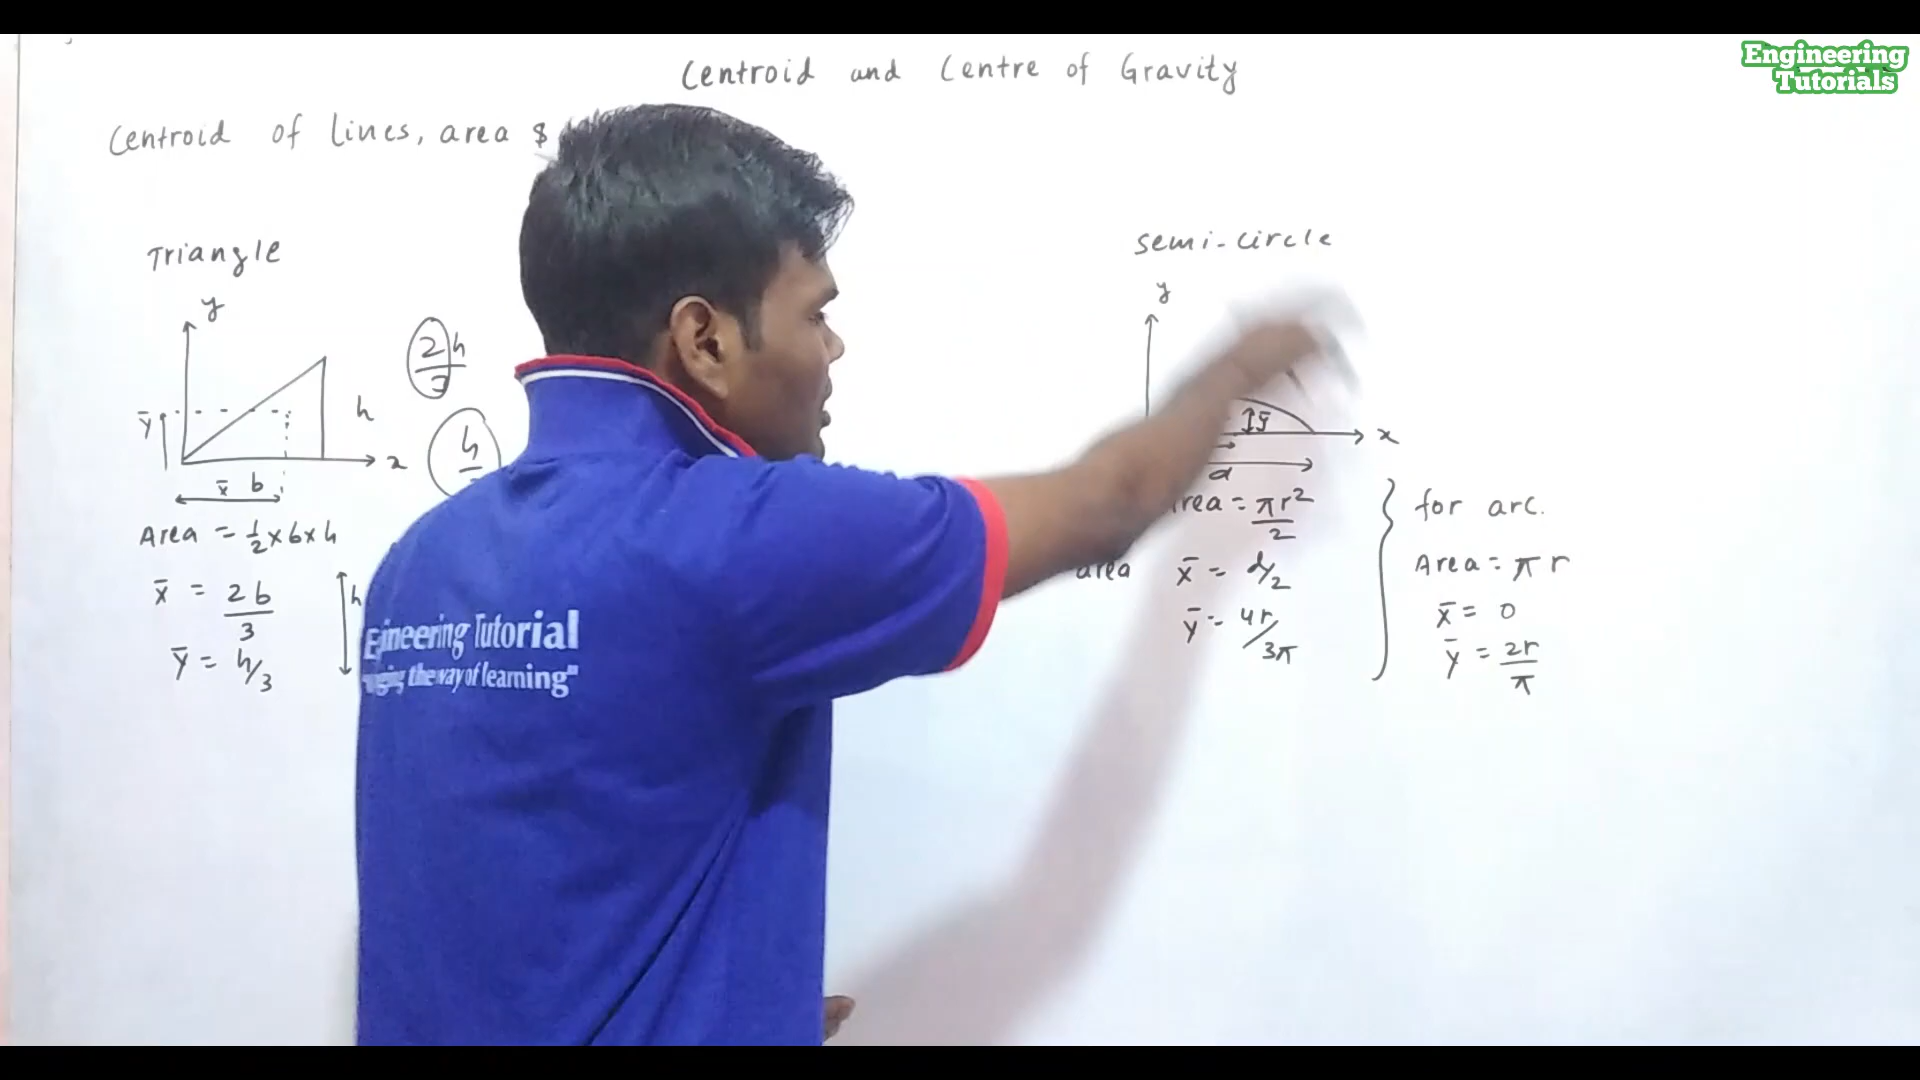 Engineering
Tutorials
Centroid and Centre of Gravity
Centroid of lines, area &
Triangle
y
2h
3
h
h
ȳ
x
x̄ b
Area = 1/2 x b x h
x̄ = 2b/3
h
ȳ = h/3
Semi-circle
y
ȳ
x
d
Area = πr²/2
area
x̄ = d/2
ȳ = 4r/3π
for arc.
Area = πr
x̄ = 0
ȳ = 2r/π
Engineering Tutorial
the way of learning"